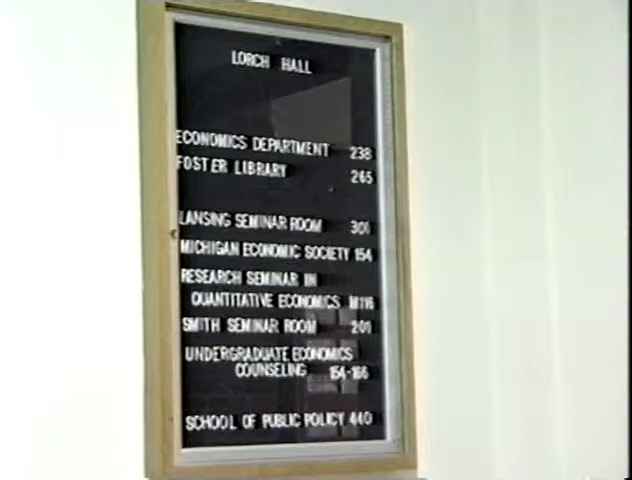 LORCH HALL
ECONOMICS DEPARTMENT 238
FOSTER LIBRARY 265
LANSING SEMINAR ROOM 301
MICHIGAN ECONOMIC SOCIETY 154
RESEARCH SEMINAR IN
QUANTITATIVE ECONOMICS M116
SMITH SEMINAR ROOM 201
UNDERGRADUATE ECONOMICS
COUNSELING 154-166
SCHOOL OF PUBLIC POLICY 440